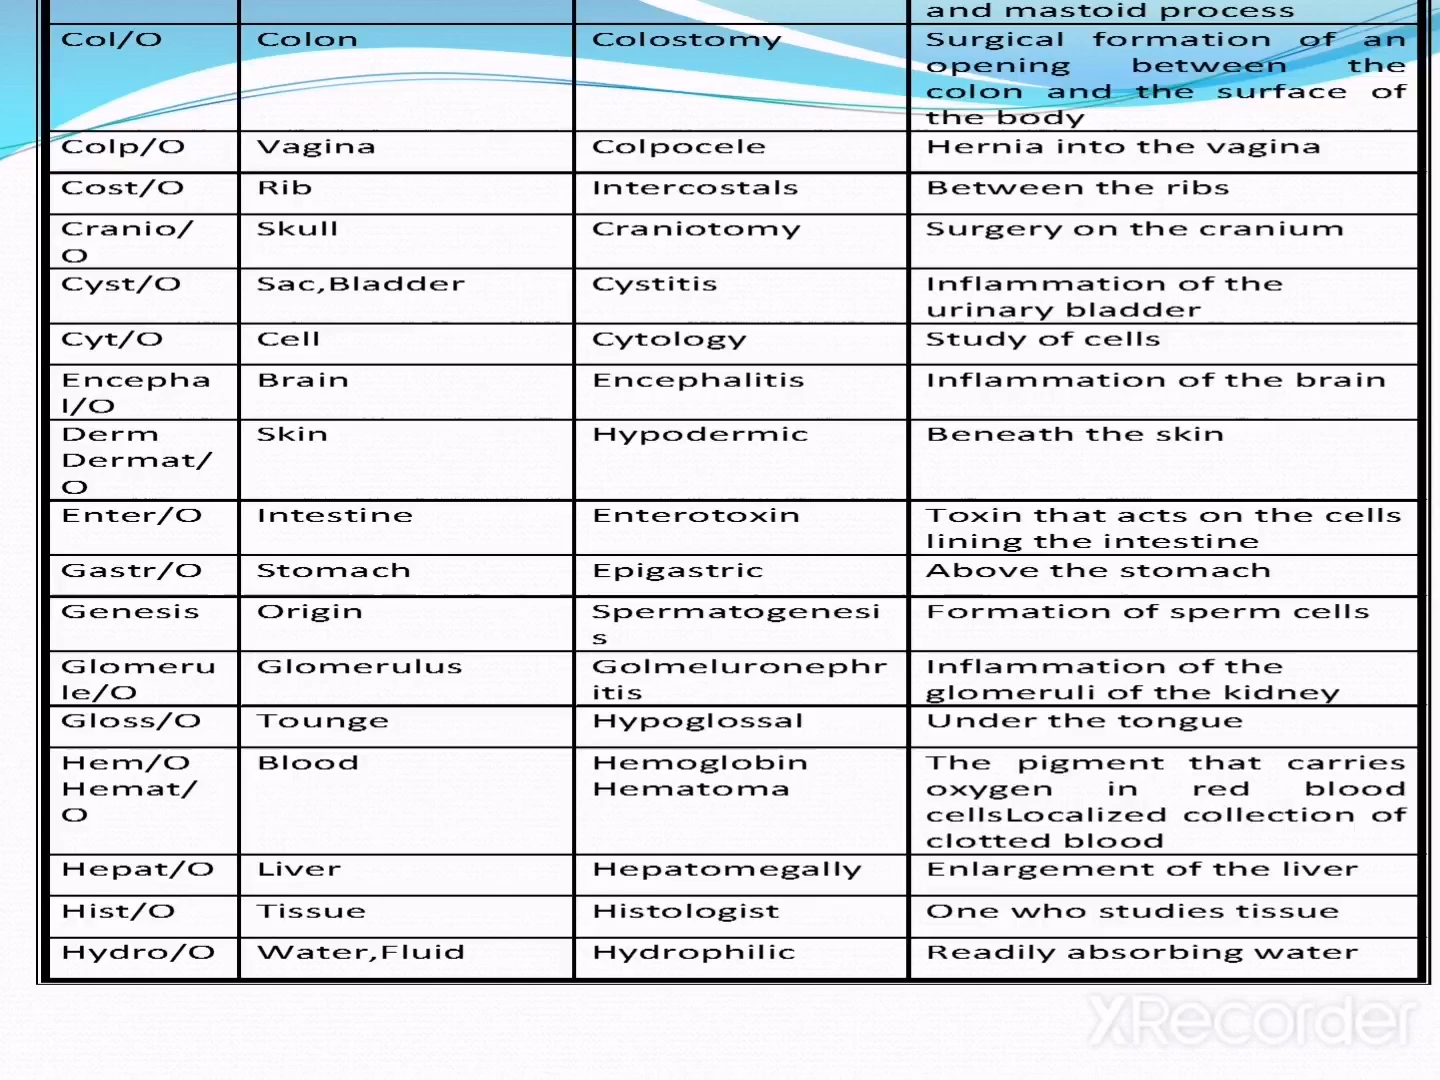 and mastoid process
Col/O Colon Colostomy Surgical formation of an
opening between the
colon and the surface of
the body
Colp/O Vagina Colpocele Hernia into the vagina
Cost/O Rib Intercostals Between the ribs
Cranio/ Skull Craniotomy Surgery on the cranium
O
Cyst/O Sac,Bladder Cystitis Inflammation of the
urinary bladder
Cyt/O Cell Cytology Study of cells
Encepha Brain Encephalitis Inflammation of the brain
l/O
Derm Skin Hypodermic Beneath the skin
Dermat/
O
Enter/O Intestine Enterotoxin Toxin that acts on the cells
lining the intestine
Gastr/O Stomach Epigastric Above the stomach
Genesis Origin Spermatogenesi Formation of sperm cells
s
Glomeru Glomerulus Golmeluronephr Inflammation of the
le/O itis glomeruli of the kidney
Gloss/O Tounge Hypoglossal Under the tongue
Hem/O Blood Hemoglobin The pigment that carries
Hemat/ Hematoma oxygen in red blood
O cellsLocalized collection of
clotted blood
Hepat/O Liver Hepatomegally Enlargement of the liver
Hist/O Tissue Histologist One who studies tissue
Hydro/O Water,Fluid Hydrophilic Readily absorbing water
XRecorder